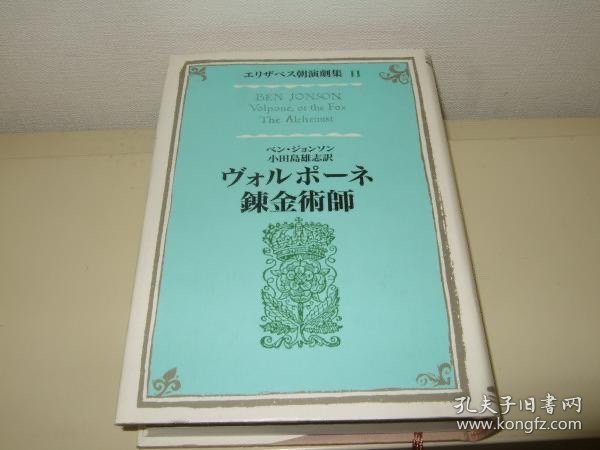 エリザベス朝演劇集 II
BEN JONSON
Volpone, or the Fox
The Alchemist
ベン・ジョンソン
小田島雄志訳
ヴォルポーネ
錬金術師
孔夫子旧书网
www.kongfz.com